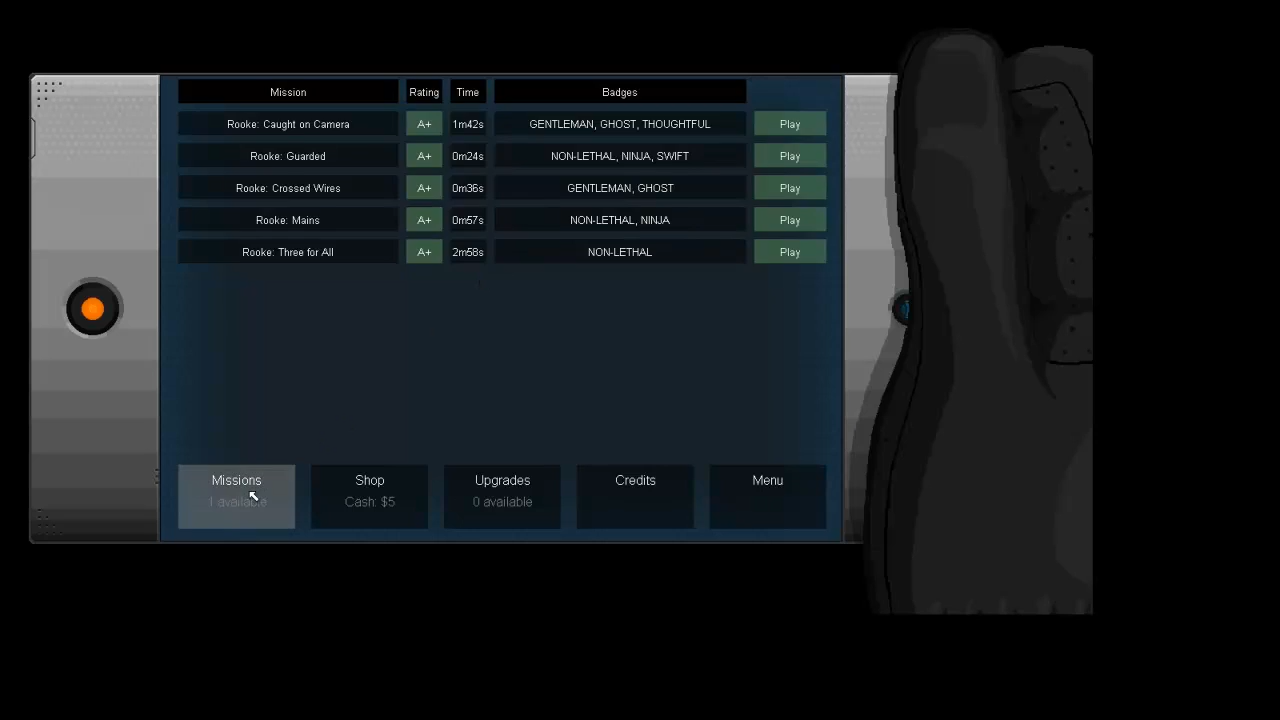 Mission Rating Time Badges
Rooke: Caught on Camera A+ 1m42s GENTLEMAN, GHOST, THOUGHTFUL Play
Rooke: Guarded A+ 0m24s NON-LETHAL, NINJA, SWIFT Play
Rooke: Crossed Wires A+ 0m36s GENTLEMAN, GHOST Play
Rooke: Mains A+ 0m57s NON-LETHAL, NINJA Play
Rooke: Three for All A+ 2m58s NON-LETHAL Play
Missions Shop Upgrades Credits Menu
1 available Cash: $5 0 available